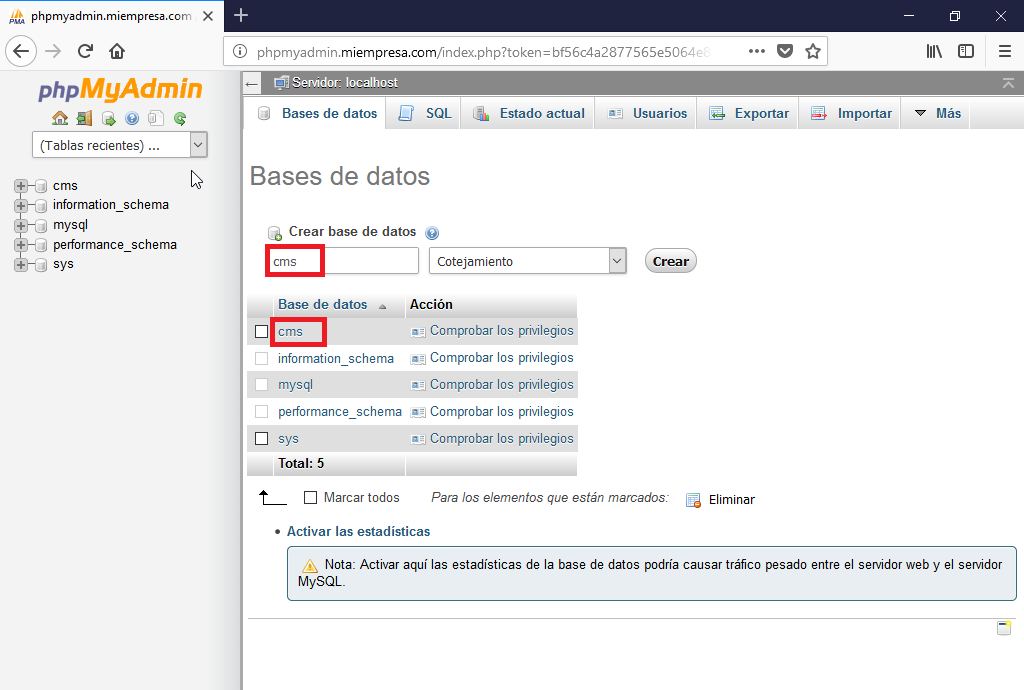 phpmyadmin.miempresa.com
phpmyadmin.miempresa.com/index.php?token=bf56c4a2877565e5064e8
phpMyAdmin
(Tablas recientes) ...
cms
information_schema
mysql
performance_schema
sys
Servidor: localhost
Bases de datos SQL Estado actual Usuarios Exportar Importar Más
Bases de datos
Crear base de datos
cms Cotejamiento Crear
Base de datos Acción
cms Comprobar los privilegios
information_schema Comprobar los privilegios
mysql Comprobar los privilegios
performance_schema Comprobar los privilegios
sys Comprobar los privilegios
Total: 5
Marcar todos Para los elementos que están marcados: Eliminar
• Activar las estadísticas
Nota: Activar aquí las estadísticas de la base de datos podría causar tráfico pesado entre el servidor web y el servidor
MySQL.